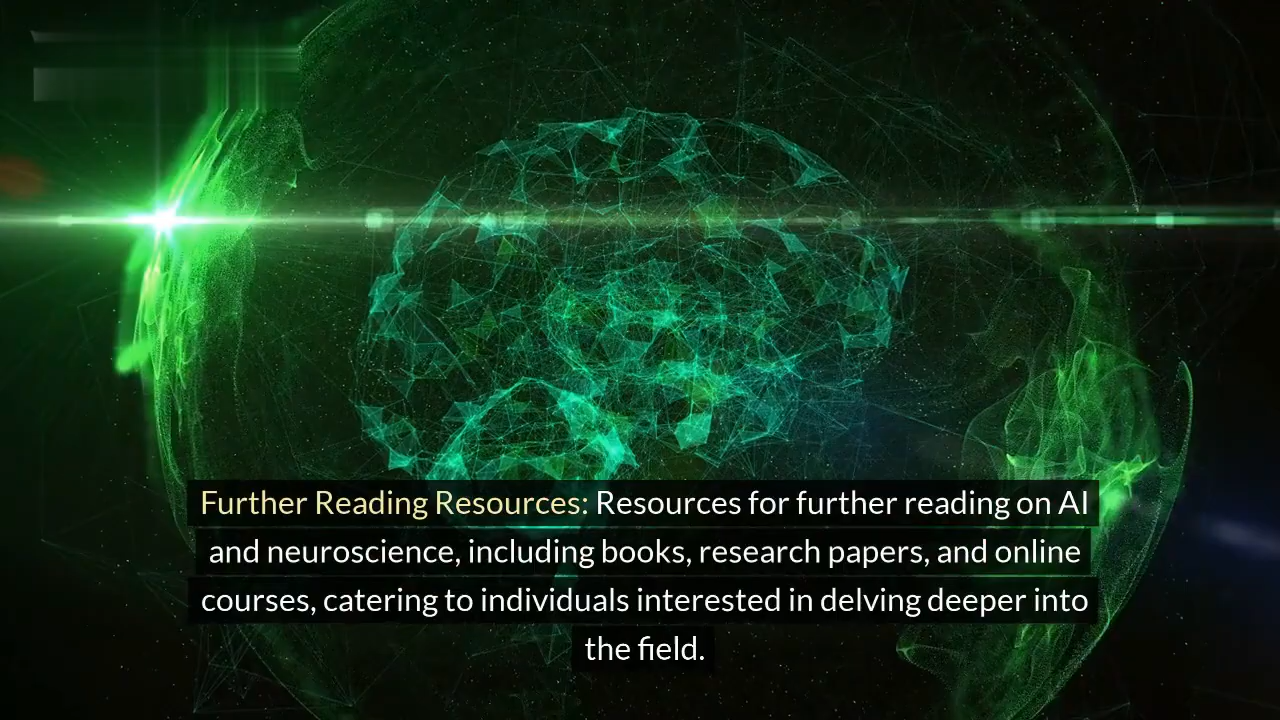 Further Reading Resources: Resources for further reading on AI
and neuroscience, including books, research papers, and online
courses, catering to individuals interested in delving deeper into
the field.